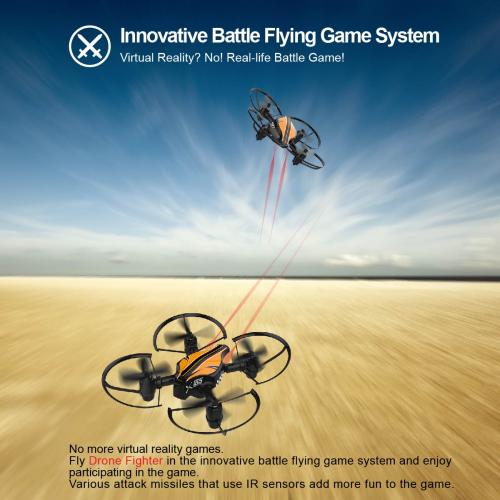 Innovative Battle Flying Game System
Virtual Reality? No! Real-life Battle Game!
No more virtual reality games.
Fly Drone Fighter in the innovative battle flying game system and enjoy
participating in the game.
Various attack missiles that use IR sensors add more fun to the game.